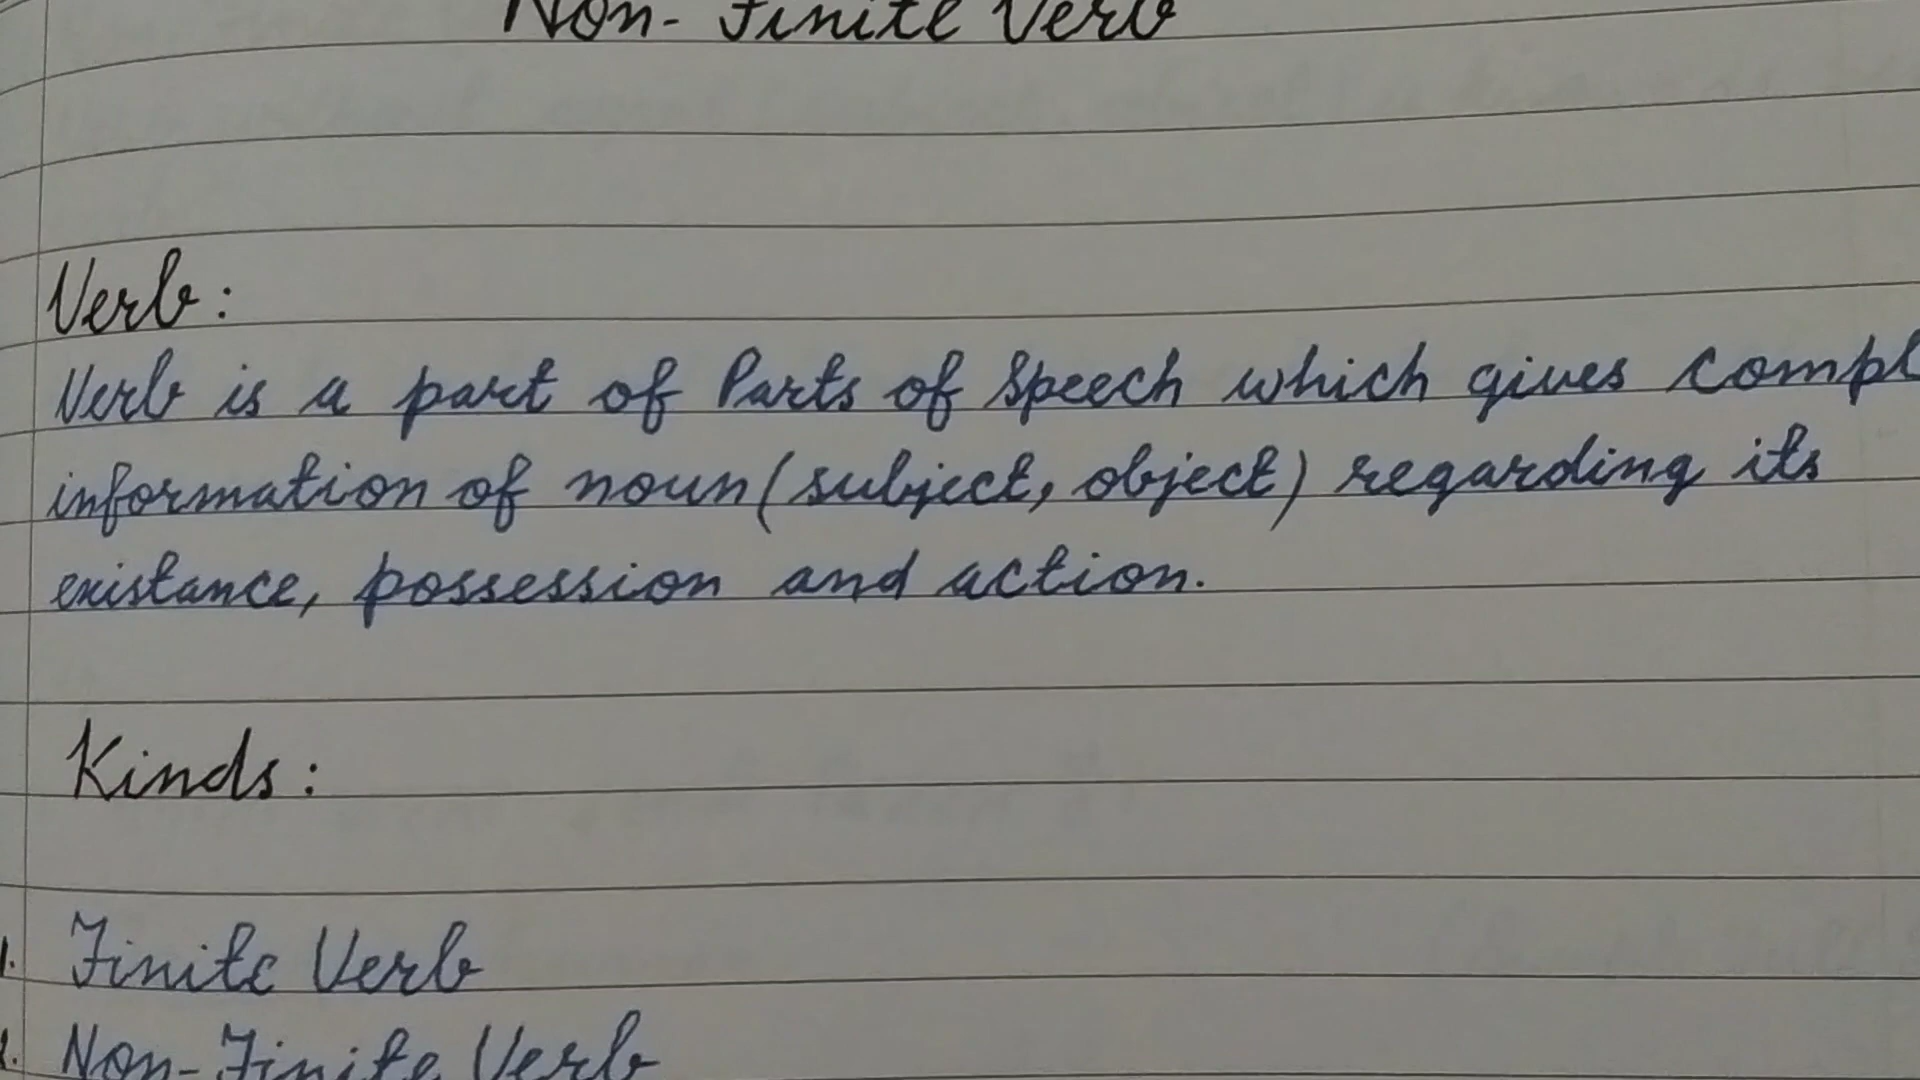 Non-Finite Verb
Verb:
Verb is a part of Parts of Speech which gives compl
information of noun (subject, object) regarding its
existance, possession and action.
Kinds:
1. Finite Verb
2. Non-Finite Verb